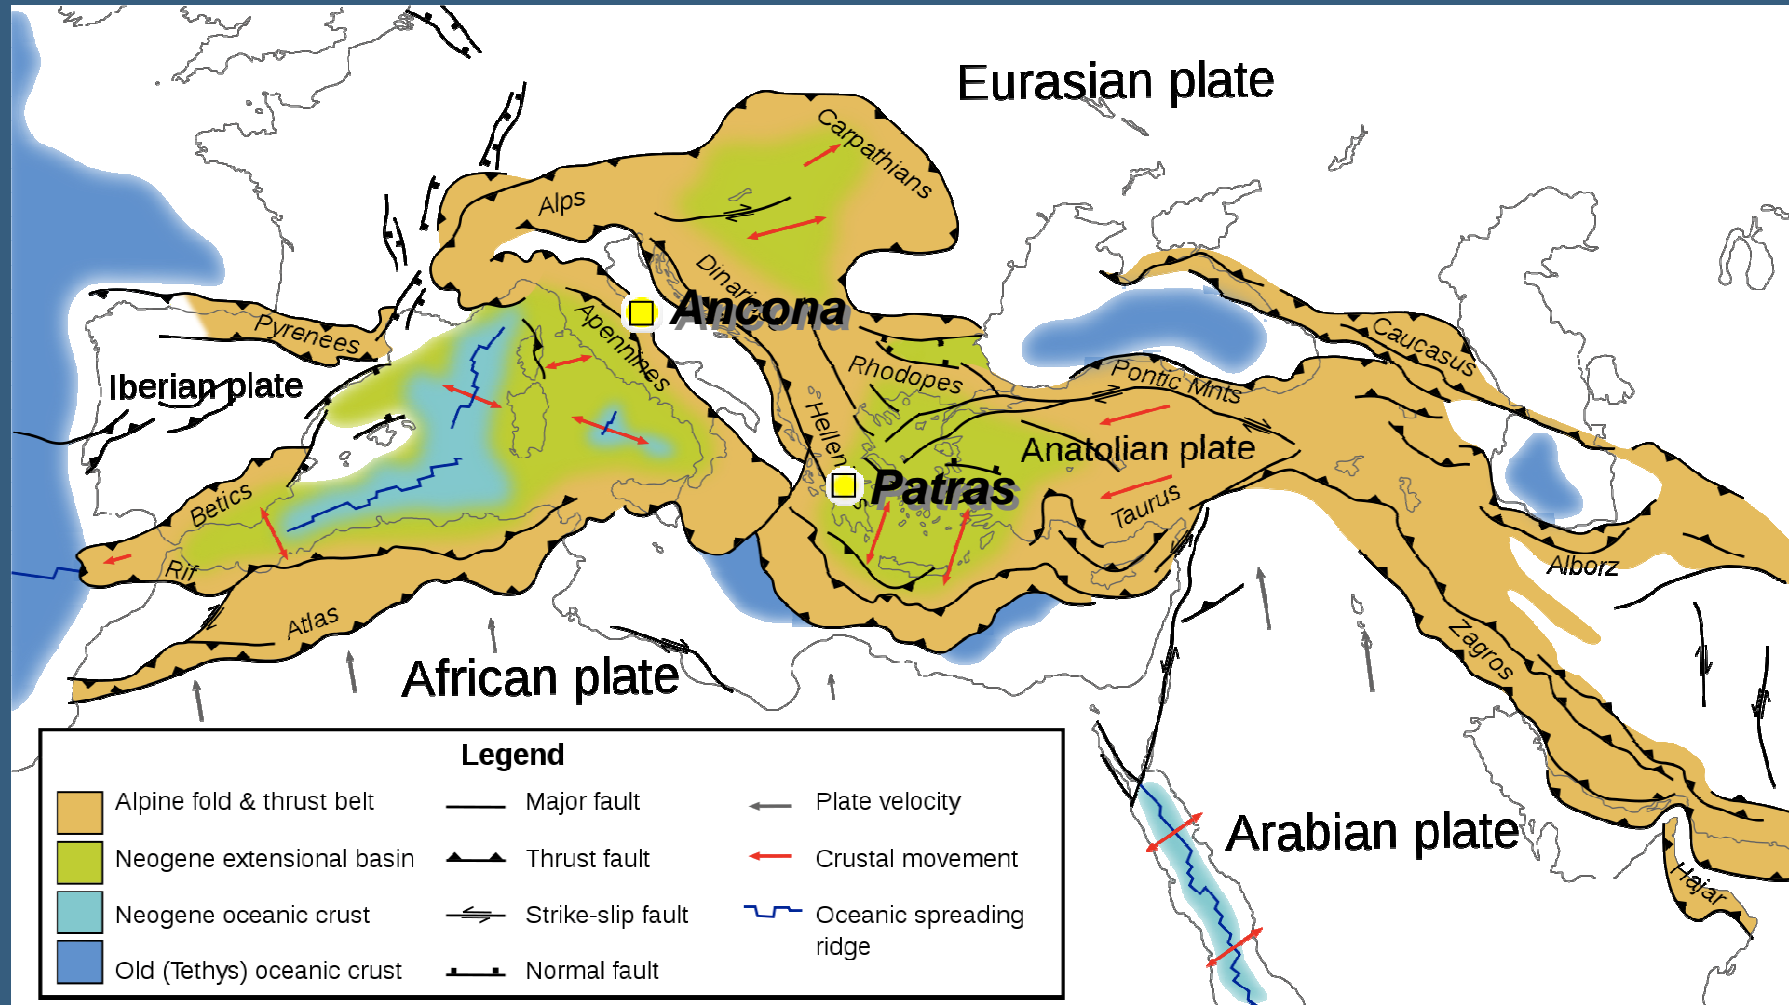 Eurasian plate
Carpathians
Alps
Dinari
Ancona
Pyrenees
Apennines
Caucasus
Iberian plate
Rhodopes
Pontic Mnts
Hellen
Anatolian plate
Patras
s
Betics
Taurus
Rif
Alborz
Atlas
Zagros
African plate
Arabian plate
Hajar
Legend
Alpine fold & thrust belt
Major fault
Plate velocity
Neogene extensional basin
Thrust fault
Crustal movement
Neogene oceanic crust
Strike-slip fault
Oceanic spreading
ridge
Old (Tethys) oceanic crust
Normal fault